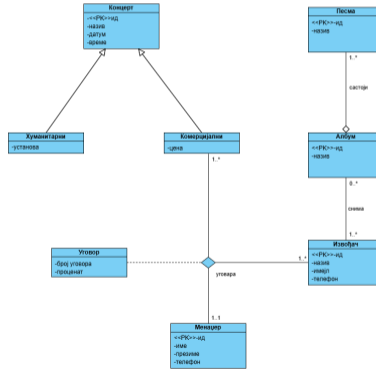 Концерт
-<<PK>>ид
-назив
-датум
-време
Песма
<<PK>>-ид
-назив
1..*
састоји
Хуманитарни
-установа
Комерцијални
-цена
Албум
<<PK>>-ид
-назив
1..*
0..*
снима
1..*
Уговор
-број уговора
-проценат
уговара
1..*
Извођач
<<PK>>-ид
-назив
-имејл
-телефон
1..1
Менаџер
<<PK>>-ид
-име
-презиме
-телефон